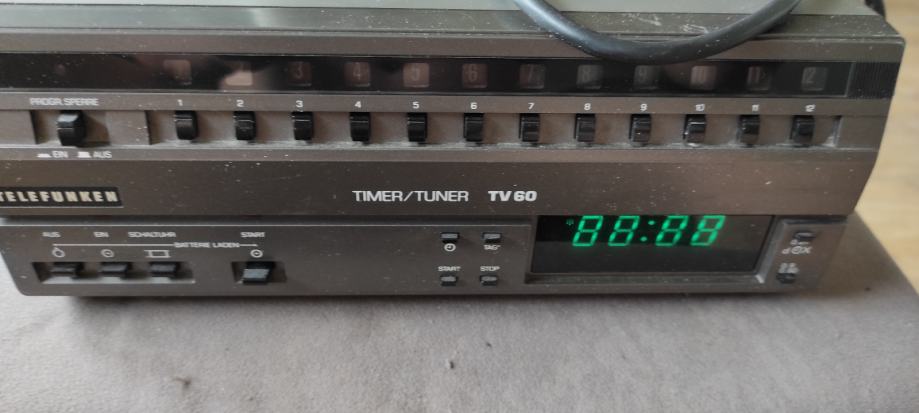 1 2 3 4 5 6 7 8 9 10 11 12
PROGR.SPERRE 1 2 3 4 5 6 7 8 9 10 11 12
EIN AUS
TELEFUNKEN TIMER/TUNER TV 60
AUS EIN SCHALTUHR START
BATTERIE LADEN
TAG
START STOP
88:88